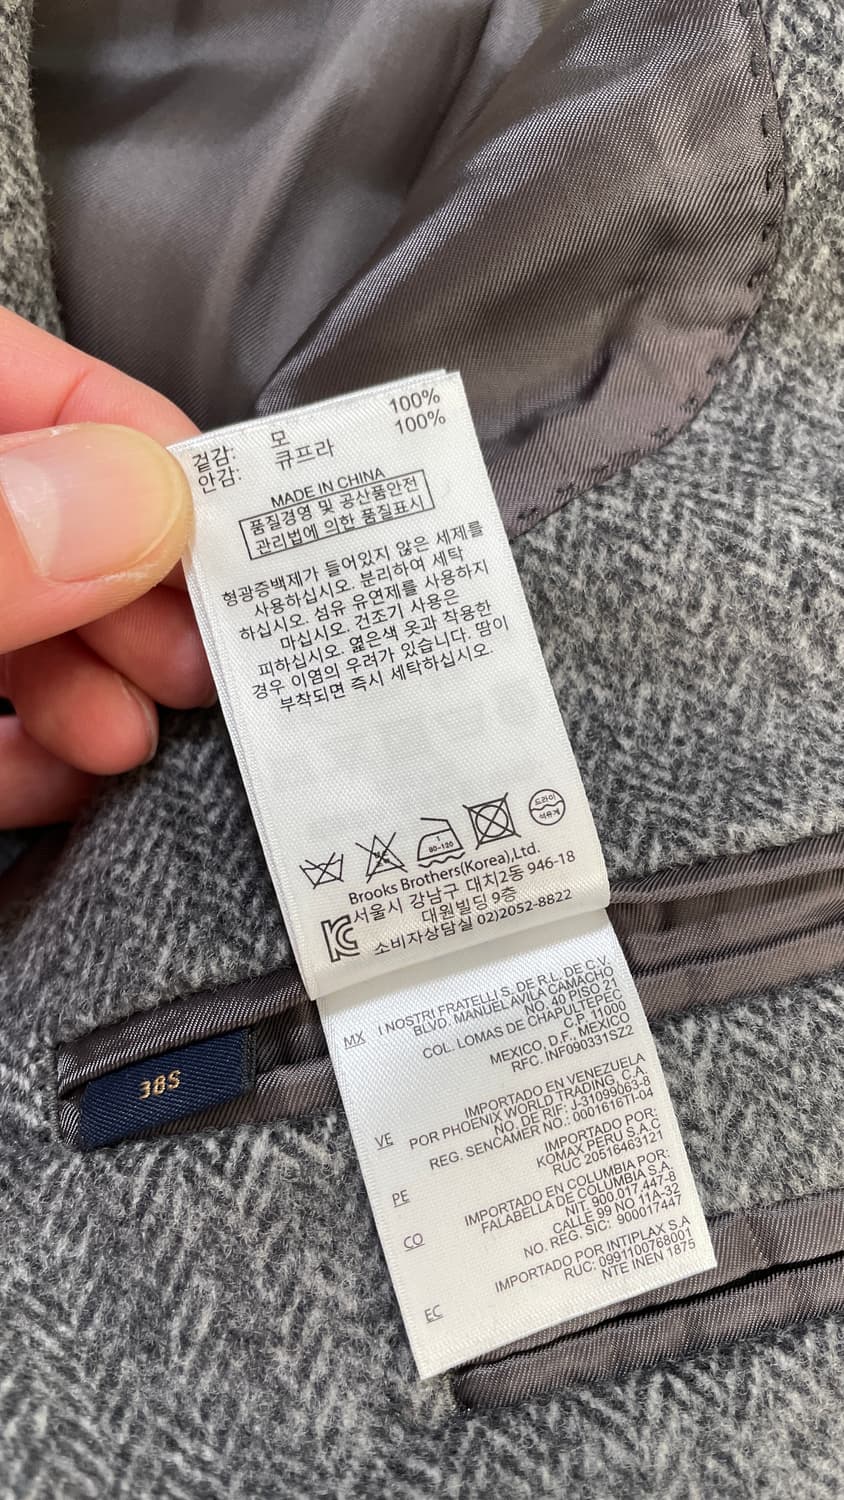 겉감: 모 100%
안감: 큐프라 100%
MADE IN CHINA
품질경영 및 공산품안전
관리법에 의한 품질표시
형광증백제가 들어있지 않은 세제를
사용하십시오. 분리하여 세탁
하십시오. 섬유 유연제를 사용하지
마십시오. 건조기 사용은
피하십시오. 엷은색 옷과 착용한
경우 이염의 우려가 있습니다. 땀이
부착되면 즉시 세탁하십시오.
1
80~120
드라이
석유계
Brooks Brothers(Korea),Ltd.
서울시 강남구 대치2동 946-18
대원빌딩 9층
소비자상담실 02)2052-8822
MX
I NOSTRI FRATELLI S. DE R.L. DE C.V.
BLVD. MANUEL AVILA CAMACHO
NO. 40 PISO 21
COL. LOMAS DE CHAPULTEPEC
C.P. 11000
MEXICO, D.F., MEXICO
RFC. INF090331SZ2
VE
IMPORTADO EN VENEZUELA
POR PHOENIX WORLD TRADING, C.A.
NO. DE RIF: J-31099063-8
REG. SENCAMER NO.: 0001616TI-04
PE
IMPORTADO POR:
KOMAX PERU S.A.C
RUC 20516463121
CO
IMPORTADO EN COLUMBIA POR:
FALABELLA DE COLUMBIA S.A.
NIT. 900.017.447-8
CALLE 99 NO 11A-32
NO. REG. SIC: 900017447
EC
IMPORTADO POR INTIPLAX S.A
RUC: 0991100768001
NTE INEN 1875
38S